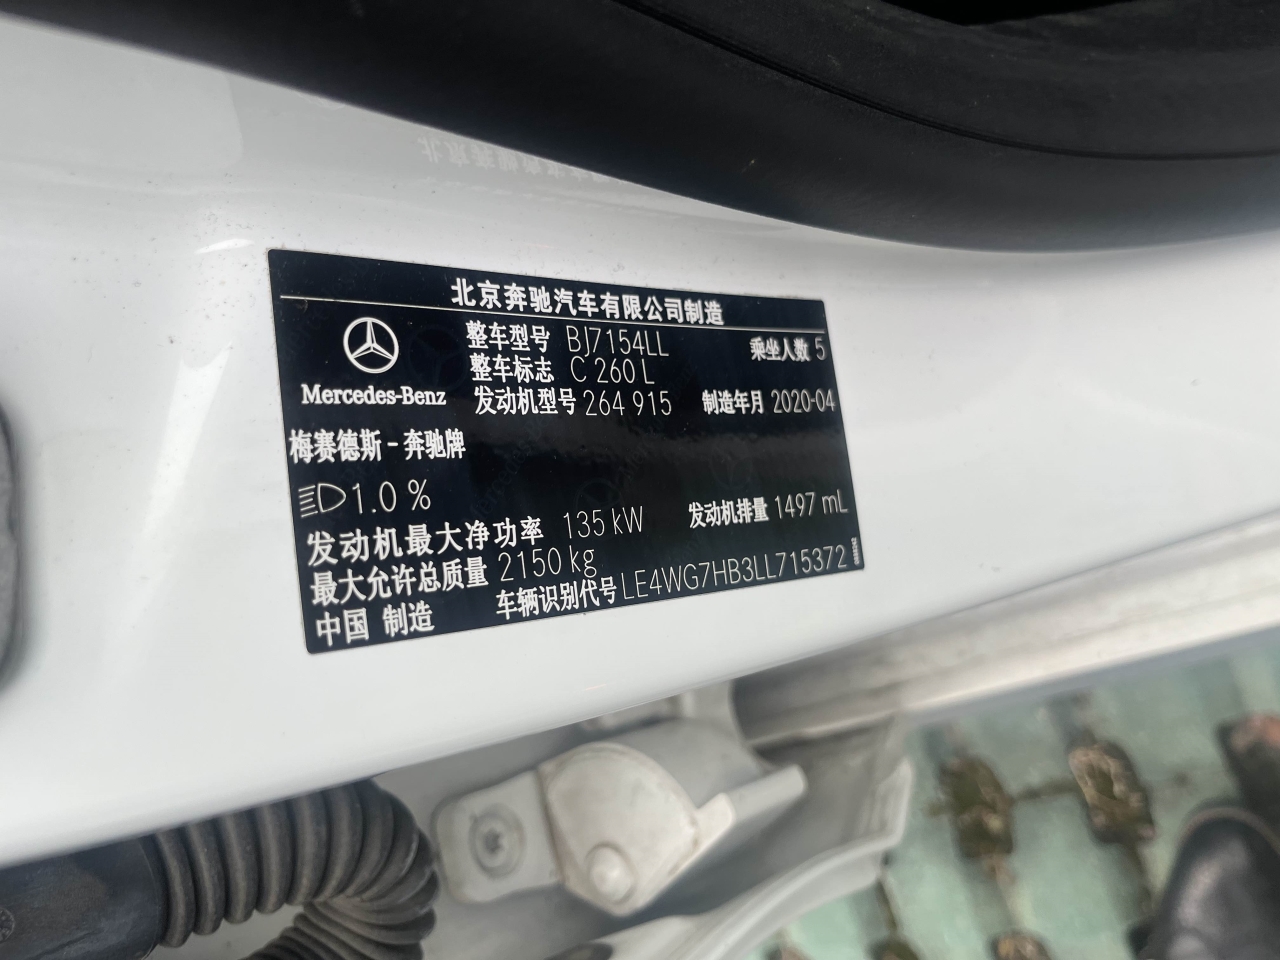 北京奔驰汽车有限公司制造
整车型号 BJ7154LL 乘坐人数 5
整车标志 C 260 L
Mercedes-Benz
发动机型号 264 915 制造年月 2020-04
梅赛德斯-奔驰牌
1.0 %
发动机最大净功率 135 kW 发动机排量 1497 mL
最大允许总质量 2150 kg
中国 制造 车辆识别代号 LE4WG7HB3LL715372